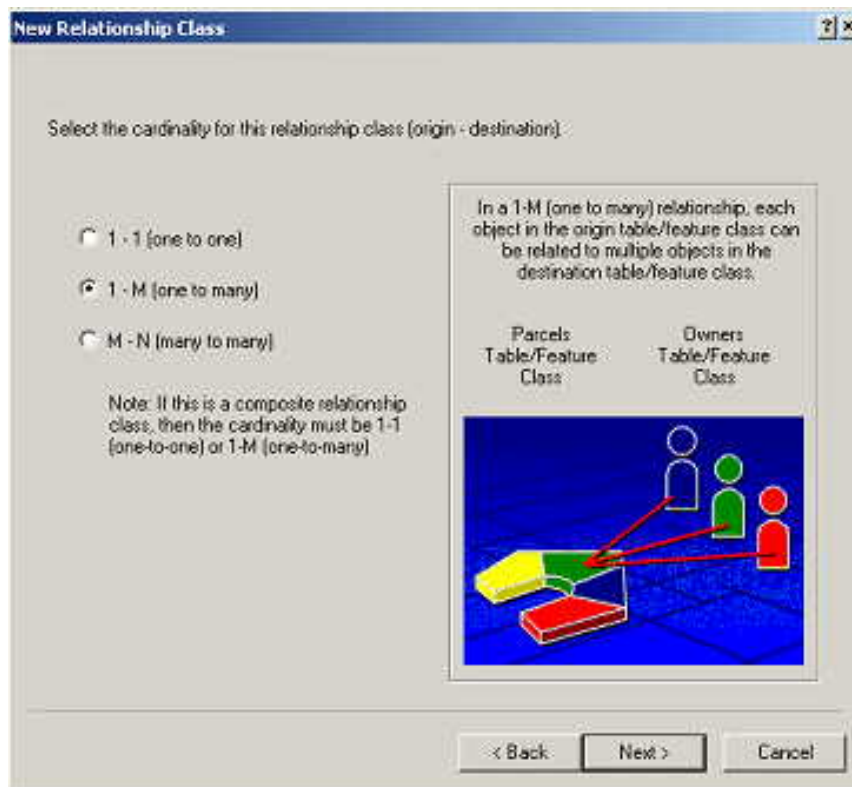 New Relationship Class
Select the cardinality for this relationship class (origin - destination).
1 - 1 (one to one)
1 - M (one to many)
M - N (many to many)
Note: If this is a composite relationship
class, then the cardinality must be 1-1
(one-to-one) or 1-M (one-to-many)
In a 1-M (one to many) relationship, each
object in the origin table/feature class can
be related to multiple objects in the
destination table/feature class.
Parcels
Table/Feature
Class
Owners
Table/Feature
Class
< Back
Next >
Cancel